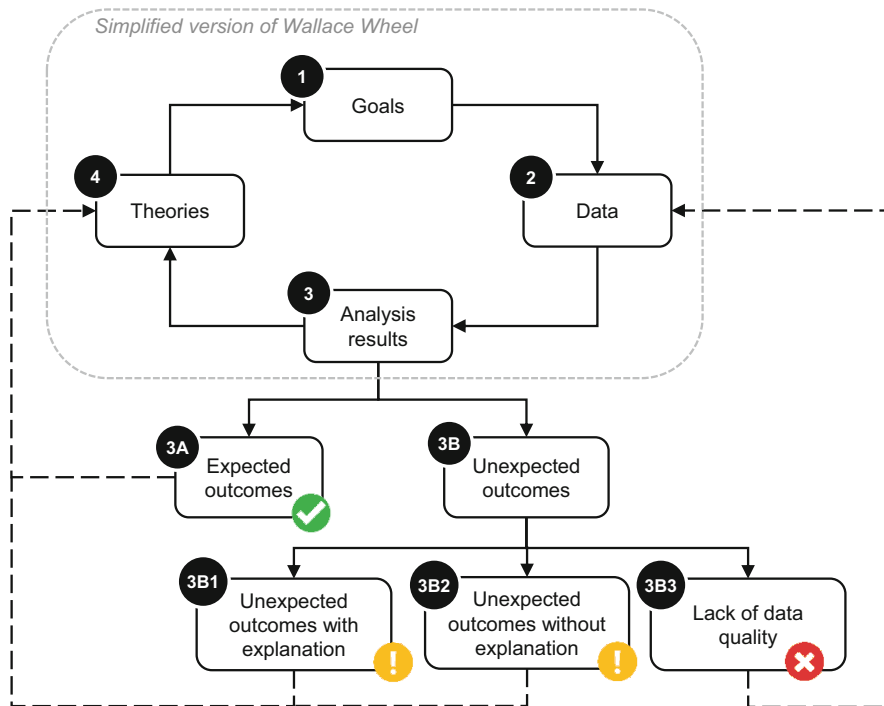 Simplified version of Wallace Wheel
1
Goals
4
Theories
2
Data
3
Analysis
results
3A
Expected
outcomes
3B
Unexpected
outcomes
3B1
Unexpected
outcomes with
explanation
!
3B2
Unexpected
outcomes without
explanation
!
3B3
Lack of data
quality